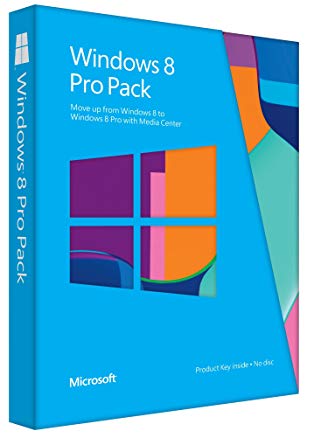 Windows 8
Pro Pack
Move up from Windows 8 to
Windows 8 Pro with Media Center
Windows 8 Pro Pack
Product Key inside • No disc
Microsoft